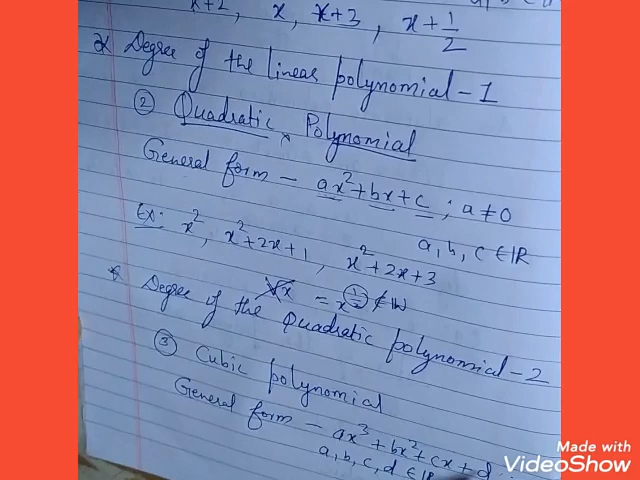 x+2, x, x+3, x+1/2
* Degree of the linear polynomial - 1
② Quadratic Polynomial
General form - ax²+bx+c ; a≠0
a, b, c ∈ IR
Ex: x², x²+2x+1, x²+2x+3
√x = x^(1/2) ∉ W
* Degree of the Quadratic polynomial - 2
③ Cubic polynomial
General form - ax³+bx²+cx+d
a, b, c, d ∈ IR
Made with
VideoShow